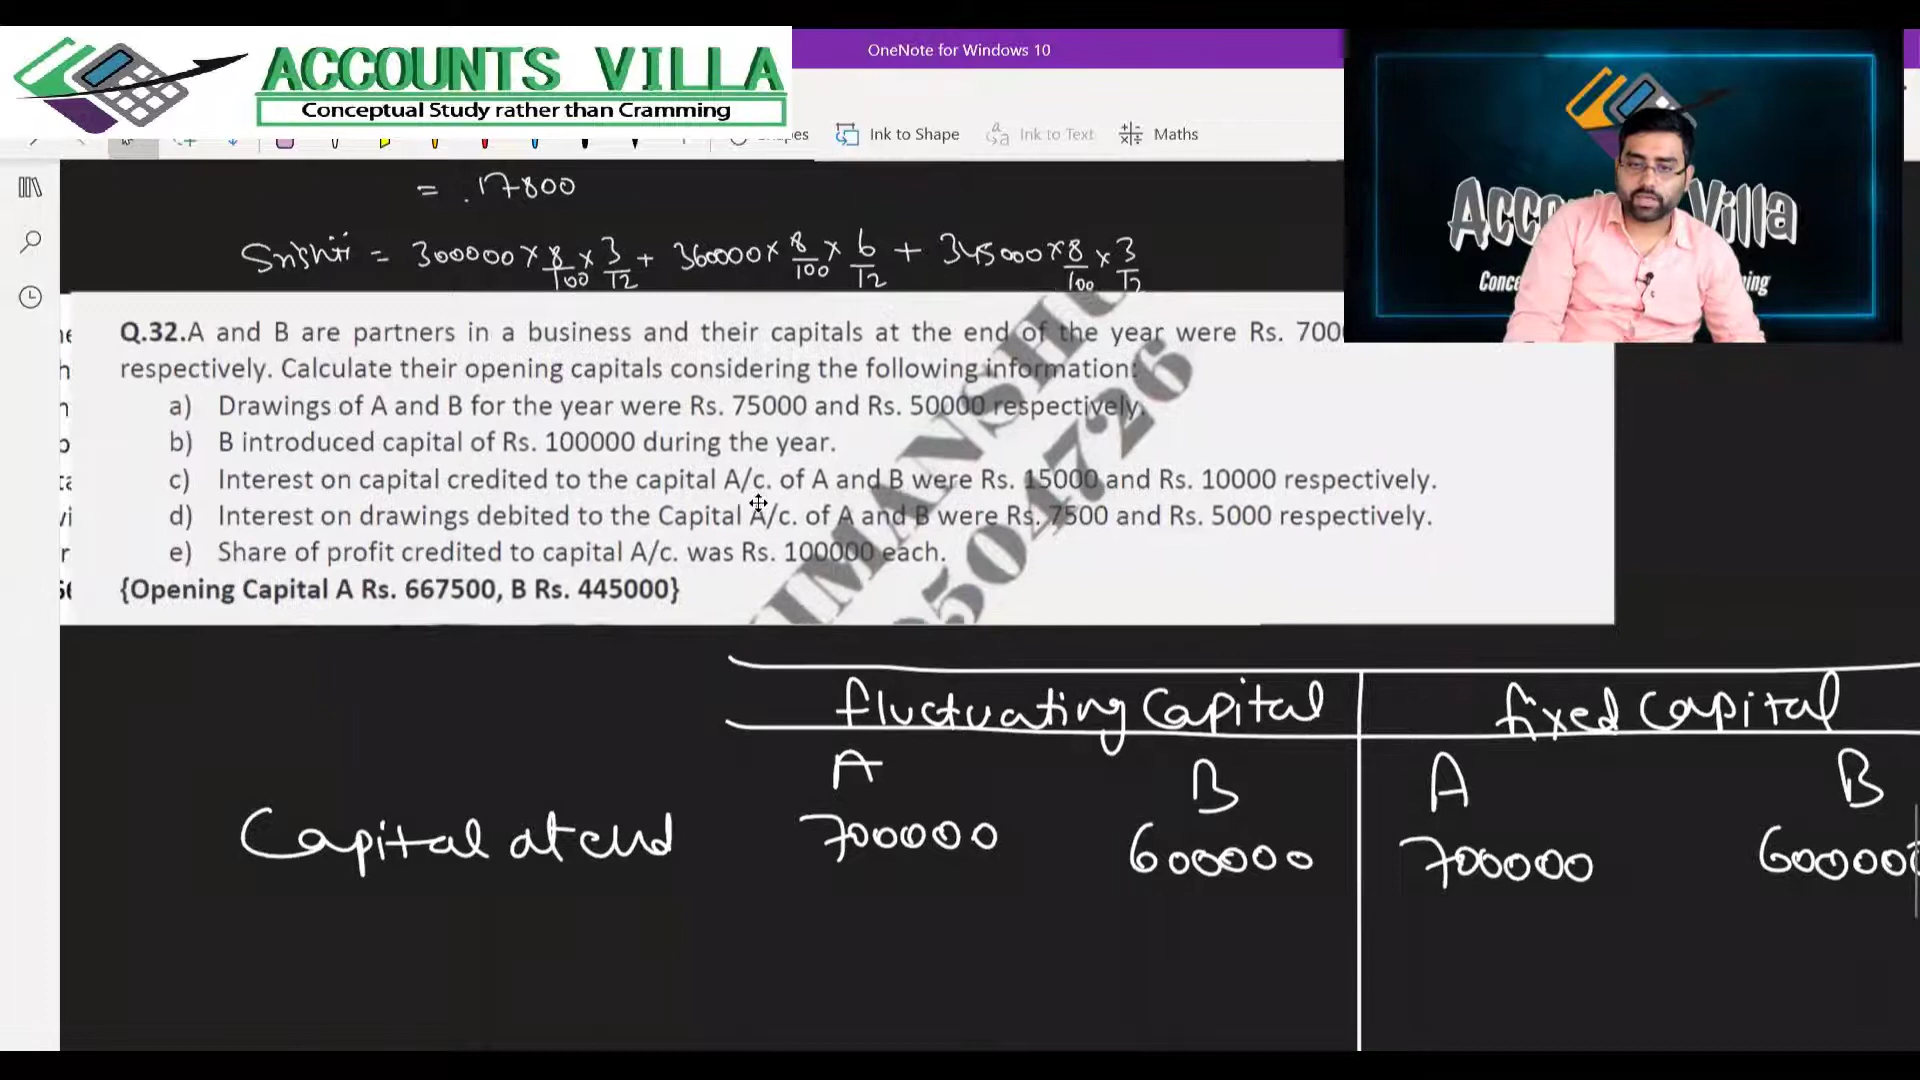 ACCOUNTS VILLA
Conceptual Study rather than Cramming
OneNote for Windows 10
Ink to Shape
Ink to Text
Maths
Villa
= .17800
Srishti = 300000 × 8/100 × 3/12 + 360000 × 8/100 × 6/12 + 345000 × 8/100 × 3/12
Q.32.A and B are partners in a business and their capitals at the end of the year were Rs. 700
respectively. Calculate their opening capitals considering the following information:
a) Drawings of A and B for the year were Rs. 75000 and Rs. 50000 respectively.
b) B introduced capital of Rs. 100000 during the year.
c) Interest on capital credited to the capital A/c. of A and B were Rs. 15000 and Rs. 10000 respectively.
d) Interest on drawings debited to the Capital A/c. of A and B were Rs. 7500 and Rs. 5000 respectively.
e) Share of profit credited to capital A/c. was Rs. 100000 each.
{Opening Capital A Rs. 667500, B Rs. 445000}
fluctuating Capital fixed Capital
A B A B
Capital at end 700000 600000 700000 600000